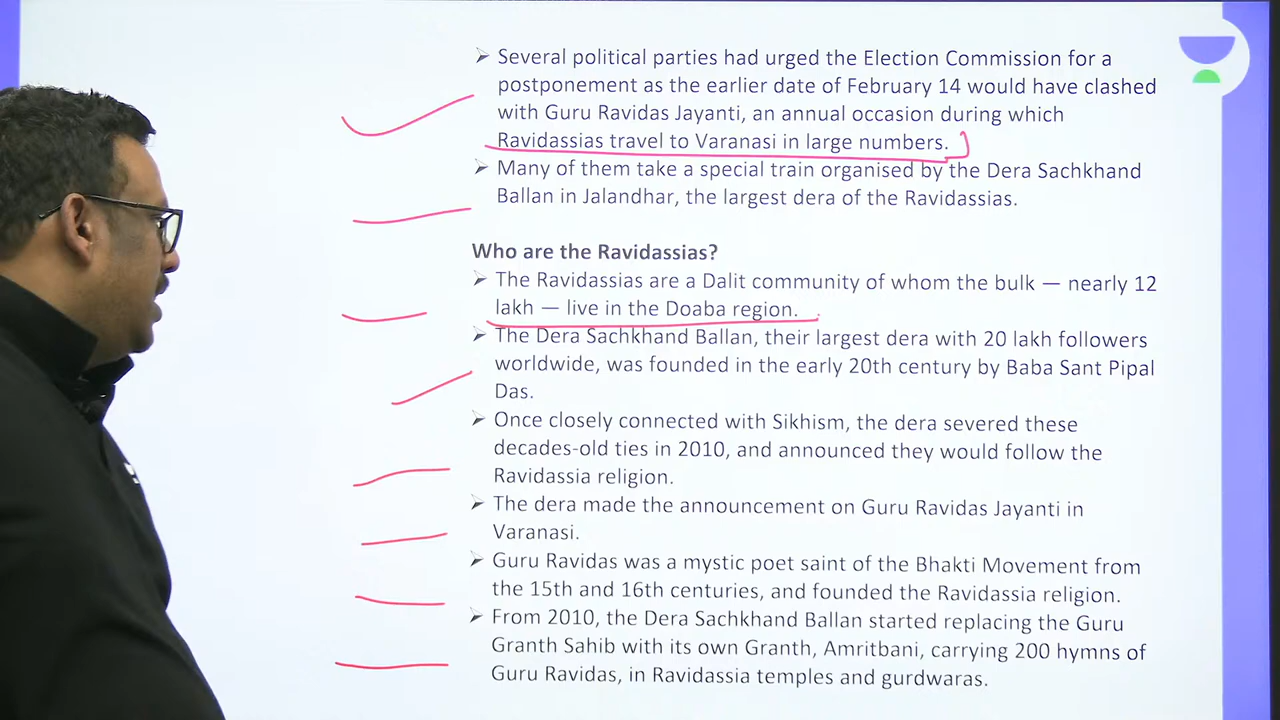 ➢ Several political parties had urged the Election Commission for a
postponement as the earlier date of February 14 would have clashed
with Guru Ravidas Jayanti, an annual occasion during which
Ravidassias travel to Varanasi in large numbers.
➢ Many of them take a special train organised by the Dera Sachkhand
Ballan in Jalandhar, the largest dera of the Ravidassias.
Who are the Ravidassias?
➢ The Ravidassias are a Dalit community of whom the bulk — nearly 12
lakh — live in the Doaba region.
➢ The Dera Sachkhand Ballan, their largest dera with 20 lakh followers
worldwide, was founded in the early 20th century by Baba Sant Pipal
Das.
➢ Once closely connected with Sikhism, the dera severed these
decades-old ties in 2010, and announced they would follow the
Ravidassia religion.
➢ The dera made the announcement on Guru Ravidas Jayanti in
Varanasi.
➢ Guru Ravidas was a mystic poet saint of the Bhakti Movement from
the 15th and 16th centuries, and founded the Ravidassia religion.
➢ From 2010, the Dera Sachkhand Ballan started replacing the Guru
Granth Sahib with its own Granth, Amritbani, carrying 200 hymns of
Guru Ravidas, in Ravidassia temples and gurdwaras.